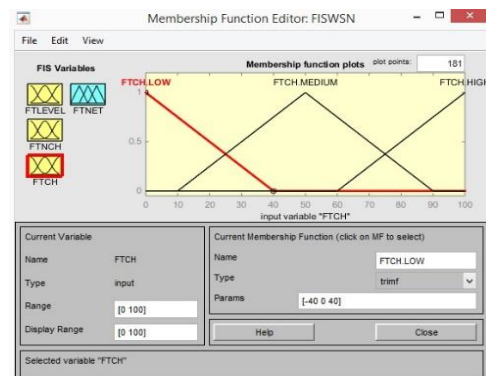 Membership Function Editor: FISWSN
File Edit View
FIS Variables
Membership function plots plot points: 181
FTLEVEL FTNET
FTNCH
FTCH
FTCH.LOW FTCH.MEDIUM FTCH.HIGH
1
0.5
0
0 10 20 30 40 50 60 70 80 90 100
input variable "FTCH"
Current Variable
Name FTCH
Type input
Range [0 100]
Display Range [0 100]
Current Membership Function (click on MF to select)
Name FTCH.LOW
Type trimf
Params [-40 0 40]
Help Close
Selected variable "FTCH"